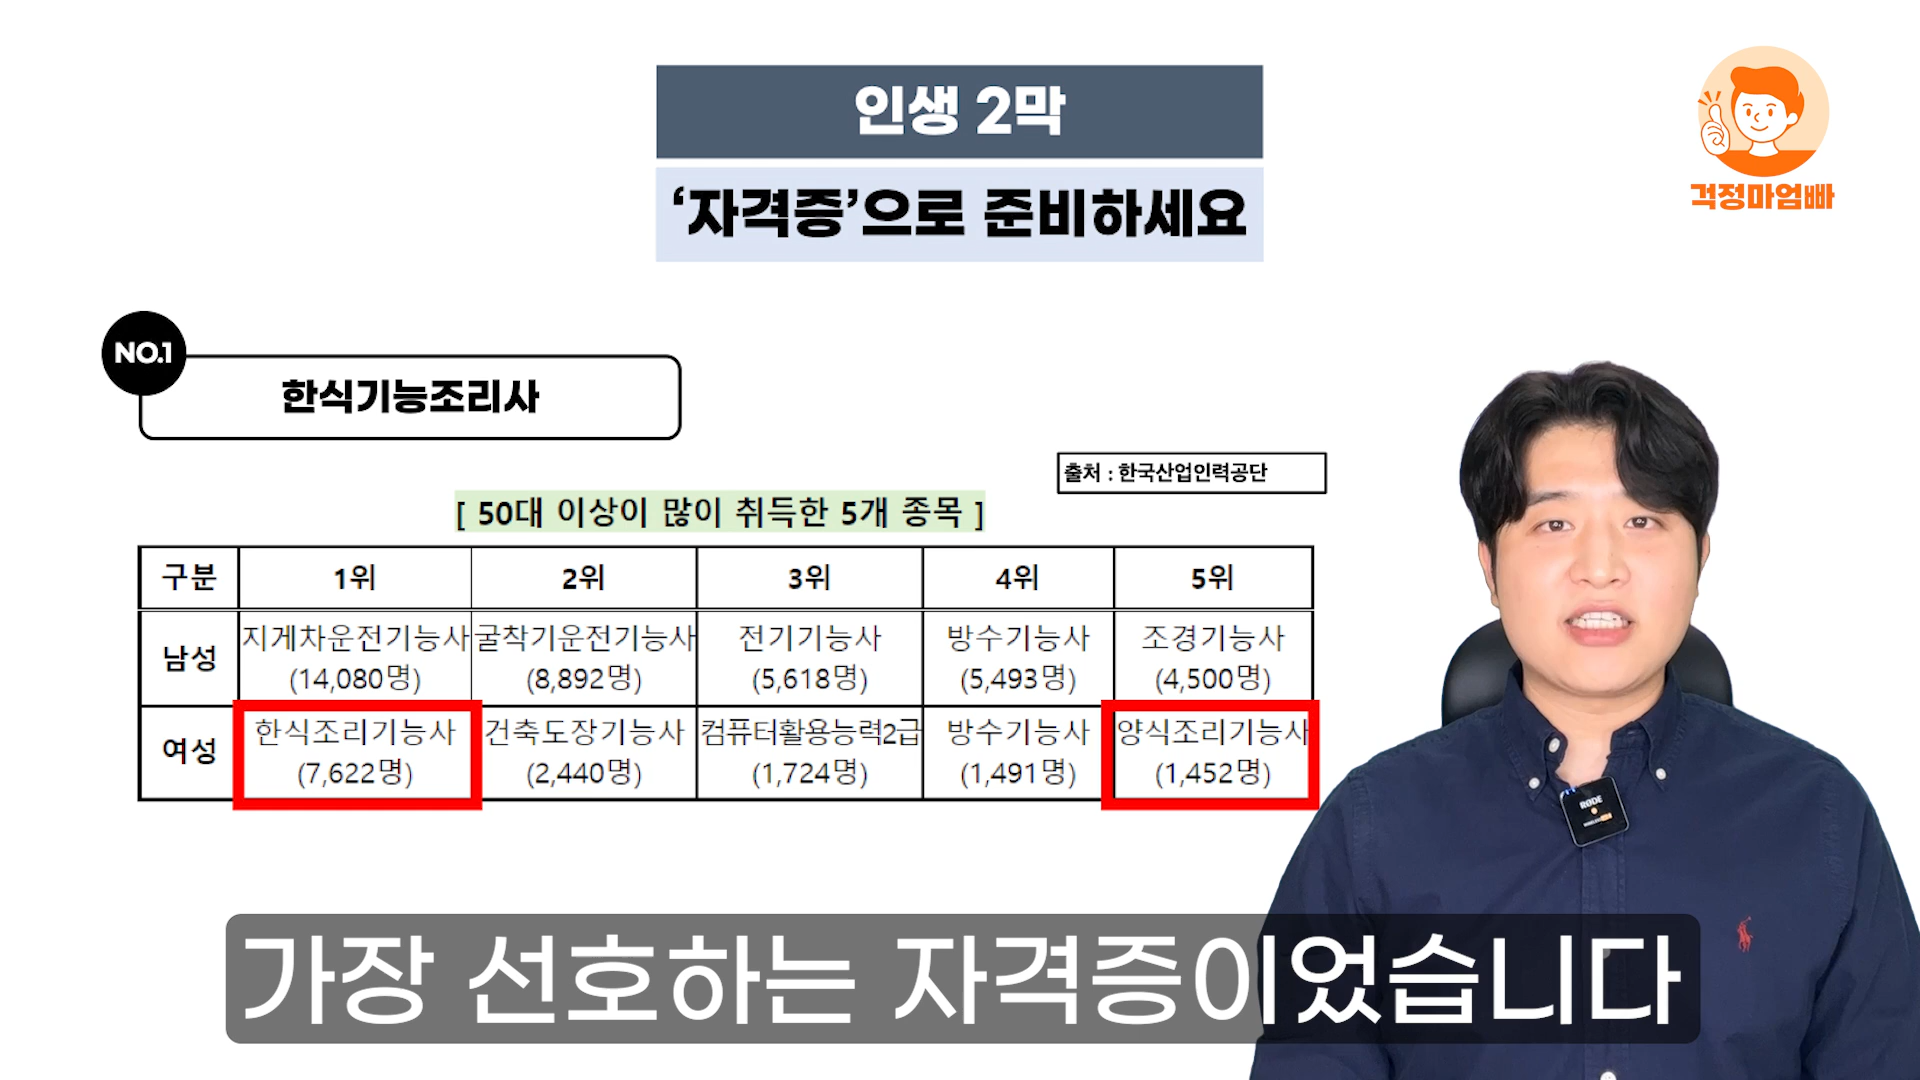 인생 2막
‘자격증’으로 준비하세요
걱정마엄빠
NO.1
한식기능조리사
출처 : 한국산업인력공단
[ 50대 이상이 많이 취득한 5개 종목 ]
구분 1위 2위 3위 4위 5위
남성 지게차운전기능사 (14,080명) 굴착기운전기능사 (8,892명) 전기기능사 (5,618명) 방수기능사 (5,493명) 조경기능사 (4,500명)
여성 한식조리기능사 (7,622명) 건축도장기능사 (2,440명) 컴퓨터활용능력2급 (1,724명) 방수기능사 (1,491명) 양식조리기능사 (1,452명)
RØDE
가장 선호하는 자격증이었습니다